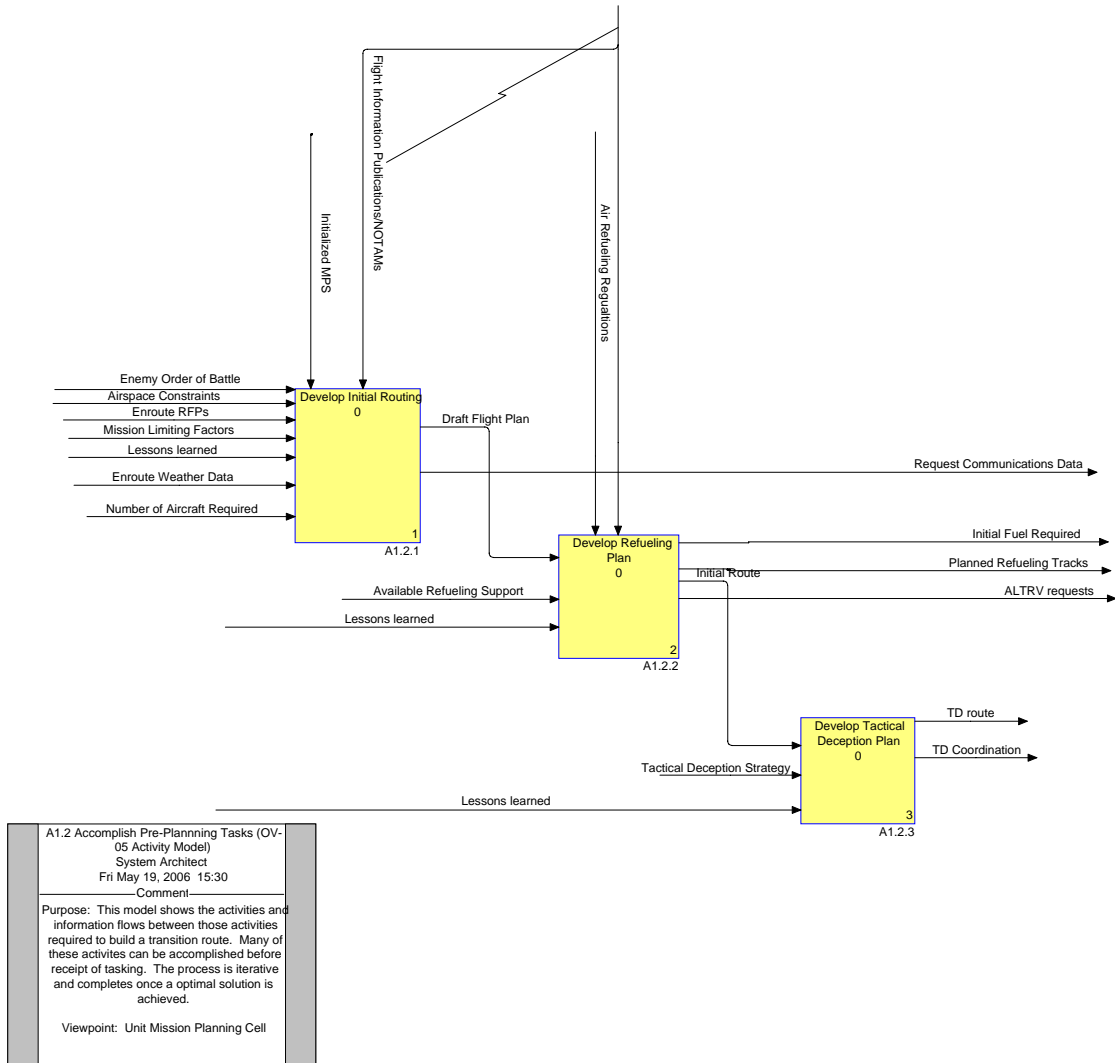 Flight Information Publications/NOTAMs
Initialized MPS
Air Refueling Regualtions
Enemy Order of Battle
Airspace Constraints
Enroute RFPs
Mission Limiting Factors
Lessons learned
Enroute Weather Data
Number of Aircraft Required
Develop Initial Routing
0
1
A1.2.1
Draft Flight Plan
Request Communications Data
Available Refueling Support
Lessons learned
Develop Refueling
Plan
0
2
A1.2.2
Initial Fuel Required
Planned Refueling Tracks
Initial Route
ALTRV requests
Tactical Deception Strategy
Lessons learned
Develop Tactical
Deception Plan
0
3
A1.2.3
TD route
TD Coordination
A1.2 Accomplish Pre-Plannning Tasks (OV-
05 Activity Model)
System Architect
Fri May 19, 2006 15:30
Comment
Purpose: This model shows the activities and
information flows between those activities
required to build a transition route. Many of
these activites can be accomplished before
receipt of tasking. The process is iterative
and completes once a optimal solution is
achieved.
Viewpoint: Unit Mission Planning Cell